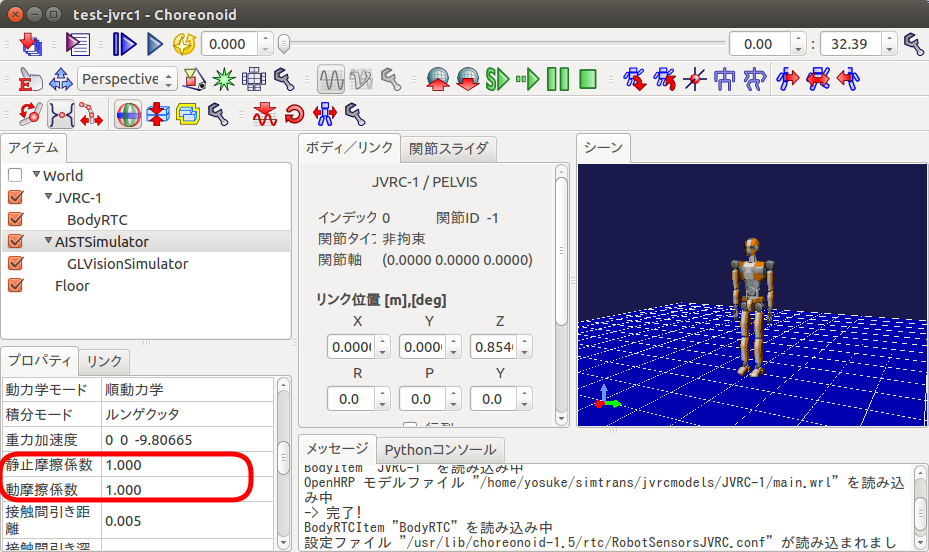 test-jvrc1 - Choreonoid
0.000
0.00 : 32.39
E
Perspective
アイテム
World
JVRC-1
BodyRTC
AISTSimulator
GLVisionSimulator
Floor
プロパティ リンク
動力学モード 順動力学
積分モード ルンゲクッタ
重力加速度 0 0 -9.80665
静止摩擦係数 1.000
動摩擦係数 1.000
接触間引き距離 0.005
接触間引き深
ボディ／リンク 関節スライダ
JVRC-1 / PELVIS
インデックス 0 関節ID -1
関節タイプ 非拘束
関節軸 (0.0000 0.0000 0.0000)
リンク位置 [m],[deg]
X Y Z
0.000 0.000 0.854
R P Y
0.0 0.0 0.0
行列
シーン
メッセージ Pythonコンソール
BodyItem "JVRC-1" を読み込み中
OpenHRP モデルファイル "/home/yosuke/simtrans/jvrcmodels/JVRC-1/main.wrl" を読み込
み中
-> 完了!
BodyRTCItem "BodyRTC" を読み込み中
設定ファイル "/usr/lib/choreonoid-1.5/rtc/RobotSensorsJVRC.conf" が読み込まれまし